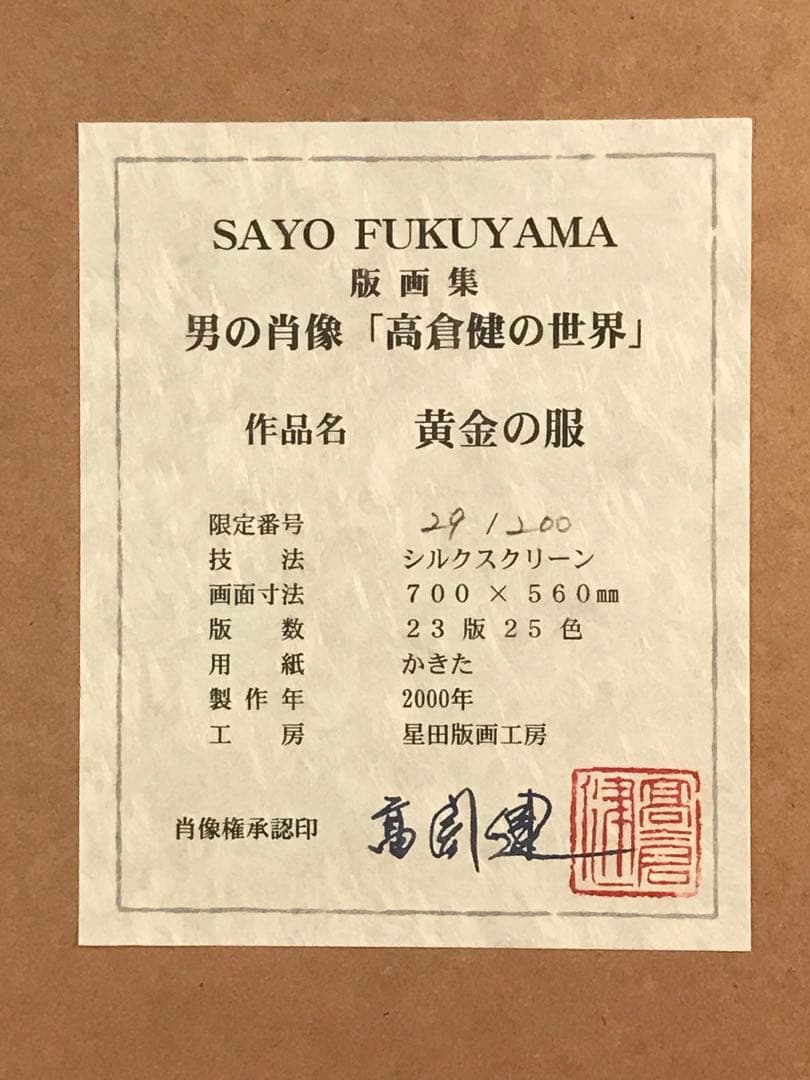 SAYO FUKUYAMA
版画集
男の肖像「高倉健の世界」
作品名 黄金の服
限定番号 29/200
技法 シルクスクリーン
画面寸法 700 × 560㎜
版数 23版25色
用紙 かきた
製作年 2000年
工房 星田版画工房
肖像権承認印 高倉健
髙倉健